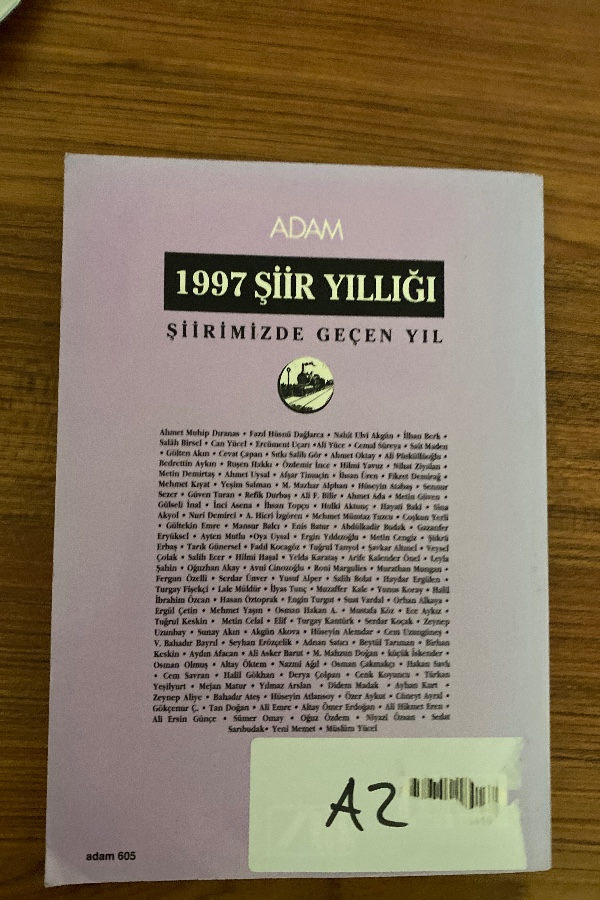 ADAM
1997 ŞİİR YILLIĞI
ŞİİRİMİZDE GEÇEN YIL
Ahmet Muhip Dıranas • Fazıl Hüsnü Dağlarca • Nahit Ulvi Akgün • İlhan Berk •
Salâh Birsel • Can Yücel • Ercüment Uçarı •Ali Yüce • Cemal Süreya • Sait Maden
• Gülten Akın • Cevat Çapan • Sıtkı Salih Gör • Ahmet Oktay • Ali Püsküllüoğlu •
Bedrettin Aykın • Ruşen Hakkı • Özdemir İnce • Hilmi Yavuz • Nihat Ziyalan •
Metin Demirtaş • Ahmet Uysal • Afşar Timuçin • İhsan Üren • Fikret Demirağ •
Mehmet Kıyat • Yeşim Salman • M. Mazhar Alphan • Hüseyin Atabaş • Sennur
Sezer • Güven Turan • Refik Durbaş • Ali F. Bilir • Ahmet Ada • Metin Güven •
Gülseli İnal • İnci Asena • İhsan Topçu • Hulki Aktunç • Hayati Baki • Sina
Akyol • Nuri Demirci • A. Hicri İzgören • Mehmet Mümtaz Tuzcu • Coşkun Yerli
• Gültekin Emre • Mansur Balcı • Enis Batur • Abdülkadir Budak • Gazanfer
Eryüksel • Ayten Mutlu • Oya Uysal • Ergin Yıldızoğlu • Metin Cengiz • Şükrü
Erbaş • Tarık Günersel • Fadıl Kocagöz • Tuğrul Tanyol • Şavkar Altınel • Veysel
Çolak • Salih Ecer • Hilmi Haşal • Yelda Karataş • Arife Kalender Önel • Leyla
Şahin • Oğuzhan Akay • Avni Cinozoğlu • Roni Margulies • Murathan Mungan •
Fergun Özelli • Serdar Ünver • Yusuf Alper • Salih Bolat • Haydar Ergülen •
Turgay Fişekçi • Lale Müldür • İlyas Tunç • Muzaffer Kale • Yunus Koray • Halil
İbrahim Özcan • Hasan Öztoprak • Engin Turgut • Suat Vardal • Orhan Alkaya •
Ergül Çetin • Mehmet Yaşın • Osman Hakan A. • Mustafa Köz • Ece Aykız •
Tuğrul Keskin • Metin Celal • Elif • Turgay Kantürk • Serdar Koçak • Zeynep
Uzunbay • Sunay Akın • Akgün Akova • Hüseyin Alemdar • Cem Uzungüneş •
V. Bahadır Bayrıl • Seyhan Erözçelik • Adnan Satıcı • Beytül Tarıman • Birhan
Keskin • Aydın Afacan • Ali Asker Barut • M. Mahzun Doğan • küçük İskender •
Osman Olmuş • Altay Öktem • Nazmi Ağıl • Osman Çakmakçı • Hakan Savlı
• Cem Savran • Halil Gökhan • Derya Çolpan • Cenk Koyuncu • Türkan
Yeşilyurt • Mejan Matur • Yılmaz Arslan • Didem Madak • Ayhan Kurt •
Zeynep Aliye • Bahadır Ateş • Hüseyin Atlansoy • Özer Aykut • Cüneyt Ayral •
Gökçenur Ç. • Tan Doğan • Ali Emre • Altay Ömer Erdoğan • Ali Hikmet Eren •
Ali Ersin Günçe • Sümer Omay • Oğuz Özdem • Niyazi Özsan • Sedat
Sarıbudak• Yeni Memet • Müslüm Yücel
A2
adam 605